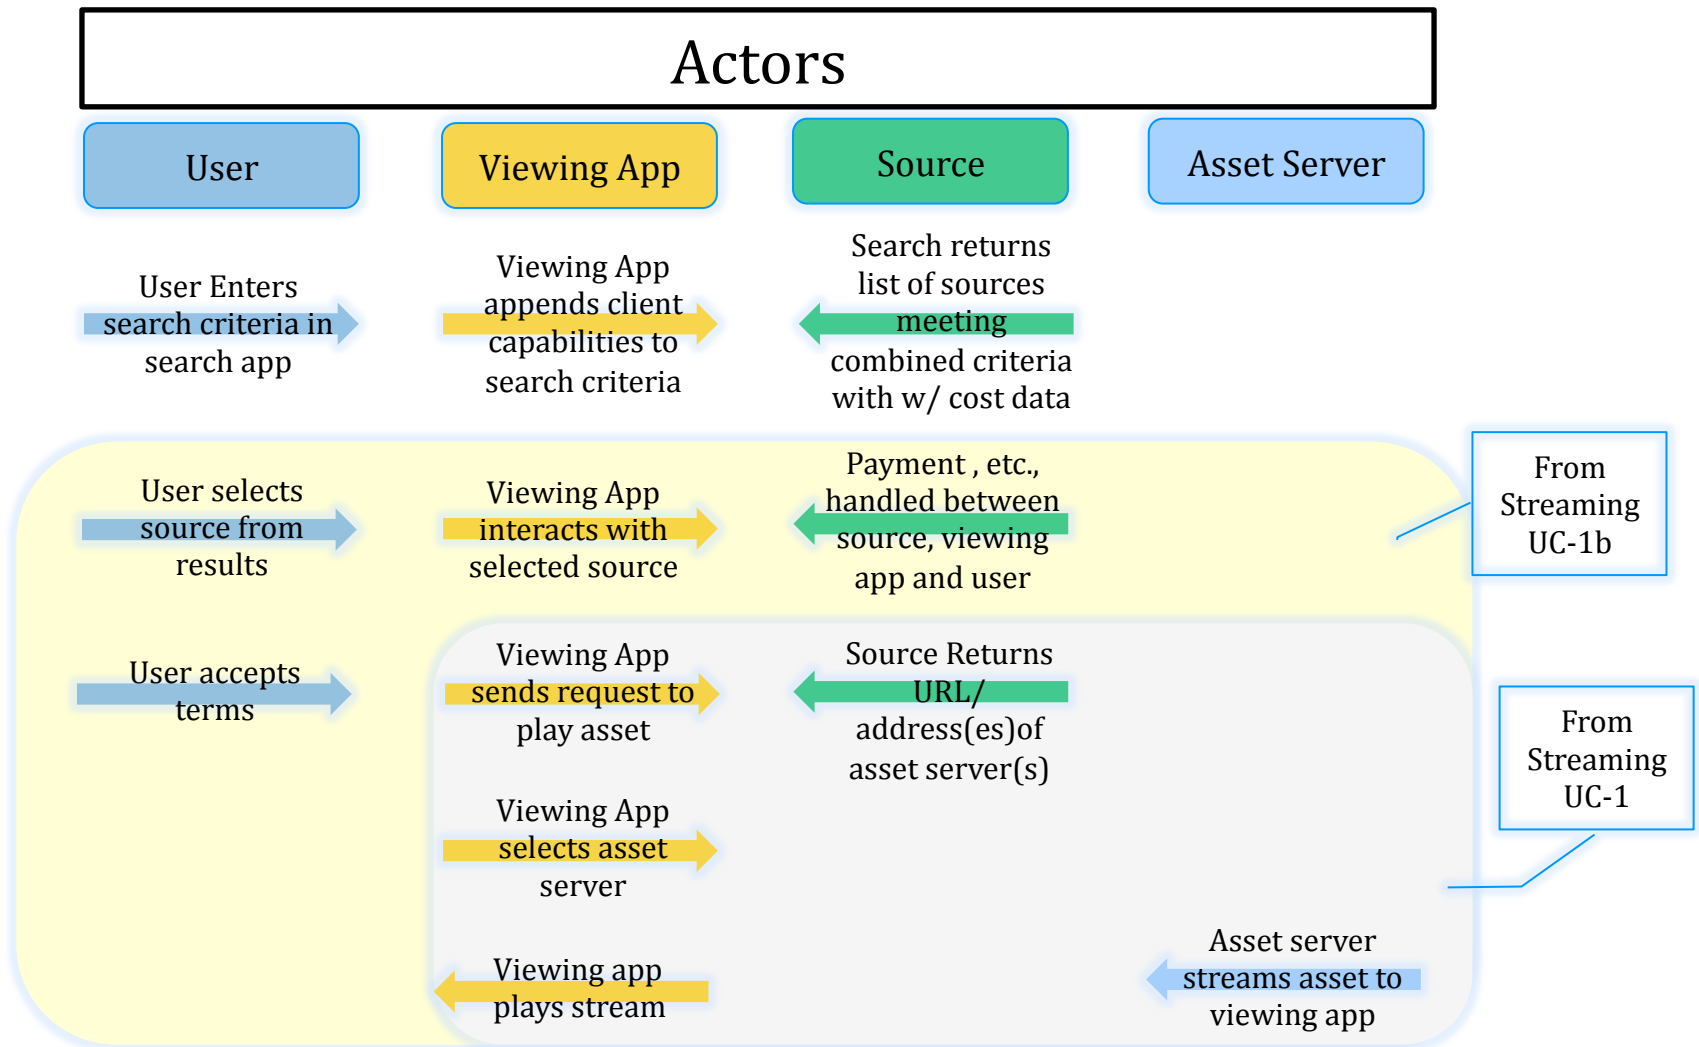 Actors
User
Viewing App
Source
Asset Server
User Enters
search criteria in
search app
Viewing App
appends client
capabilities to
search criteria
Search returns
list of sources
meeting
combined criteria
with w/ cost data
User selects
source from
results
Viewing App
interacts with
selected source
Payment , etc.,
handled between
source, viewing
app and user
From
Streaming
UC-1b
User accepts
terms
Viewing App
sends request to
play asset
Source Returns
URL/
address(es)of
asset server(s)
From
Streaming
UC-1
Viewing App
selects asset
server
Viewing app
plays stream
Asset server
streams asset to
viewing app